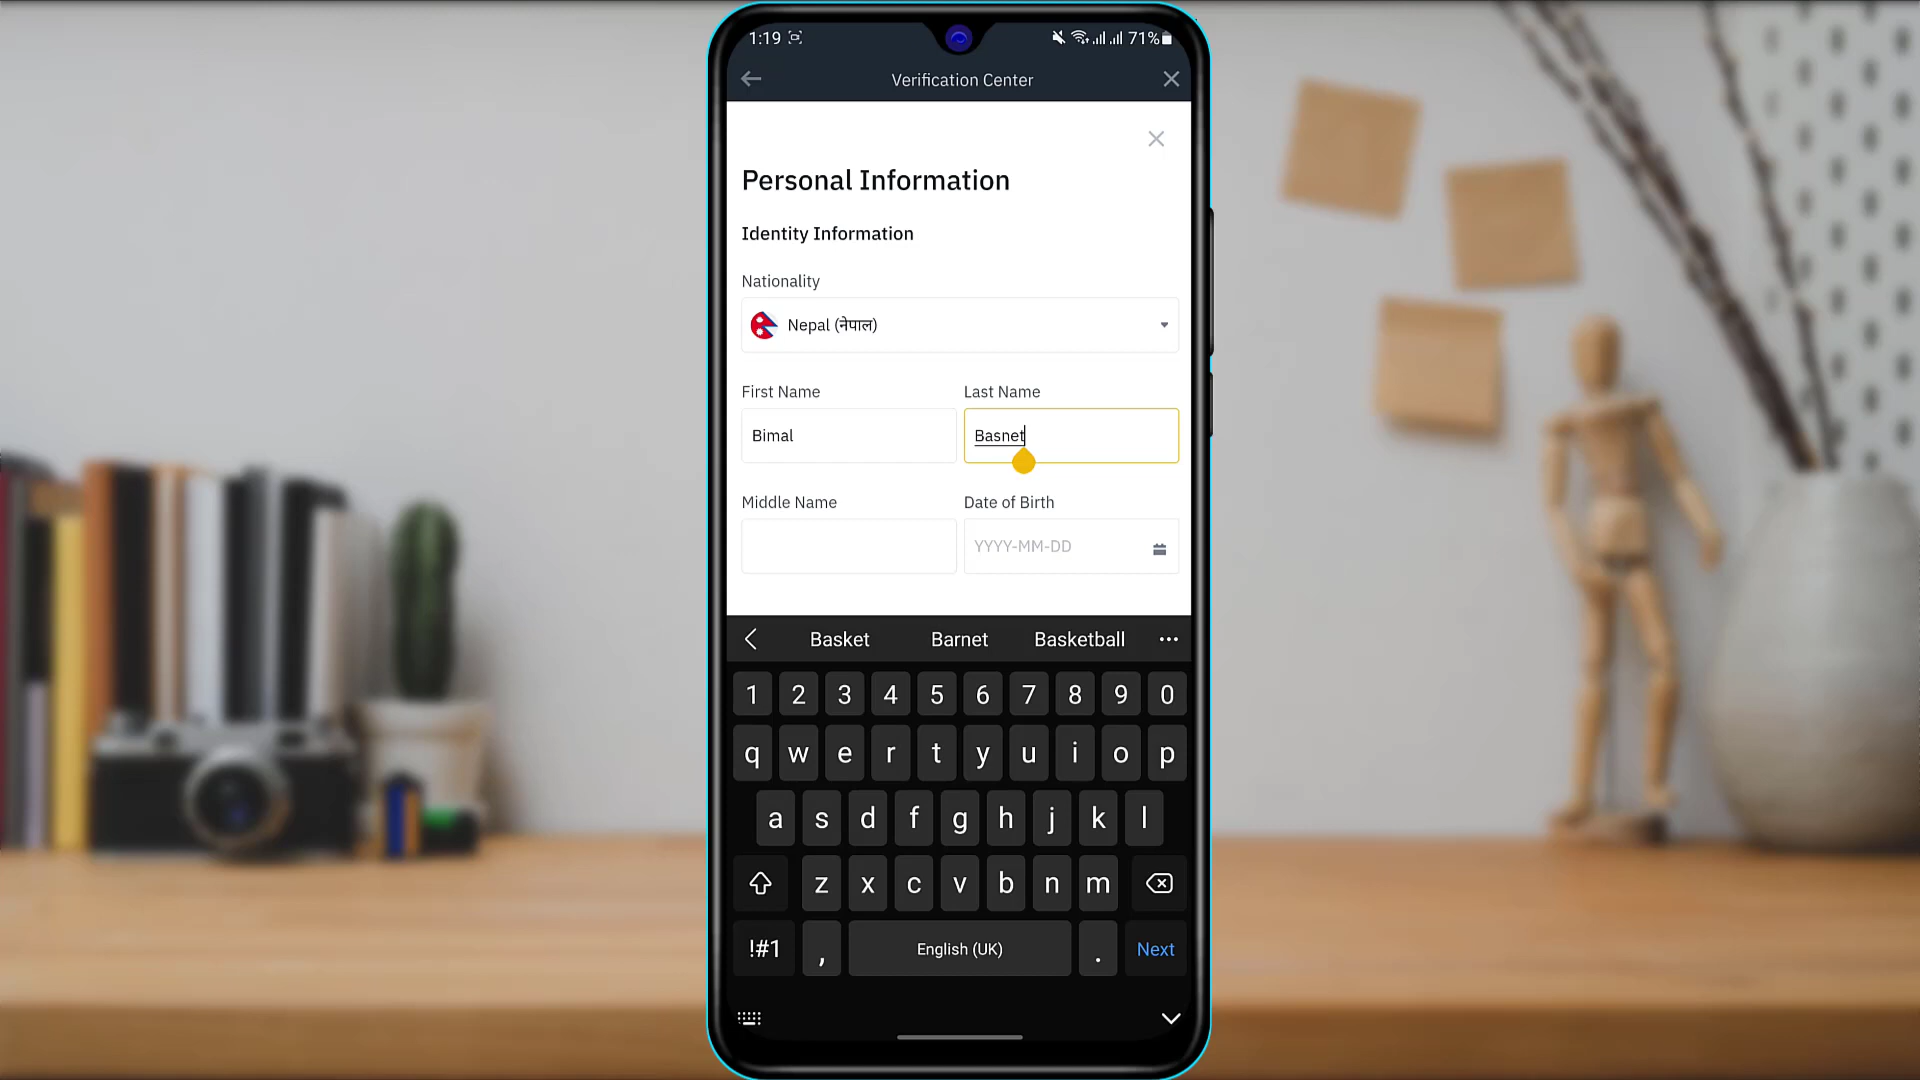 1:19 71%
Verification Center
Personal Information
Identity Information
Nationality
Nepal (नेपाल)
First Name Last Name
Bimal Basnet
Middle Name Date of Birth
YYYY-MM-DD
Basket Barnet Basketball
1 2 3 4 5 6 7 8 9 0
q w e r t y u i o p
a s d f g h j k l
z x c v b n m
!#1 , English (UK) . Next